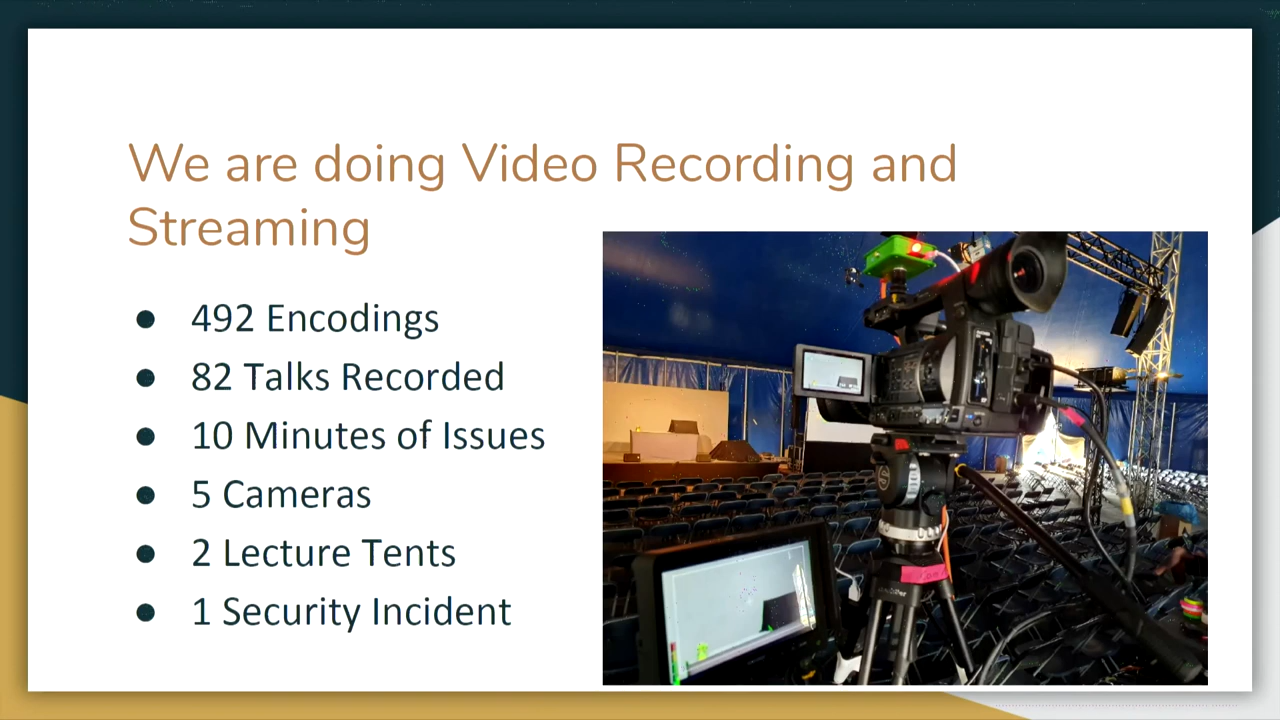 We are doing Video Recording and
Streaming
● 492 Encodings
● 82 Talks Recorded
● 10 Minutes of Issues
● 5 Cameras
● 2 Lecture Tents
● 1 Security Incident